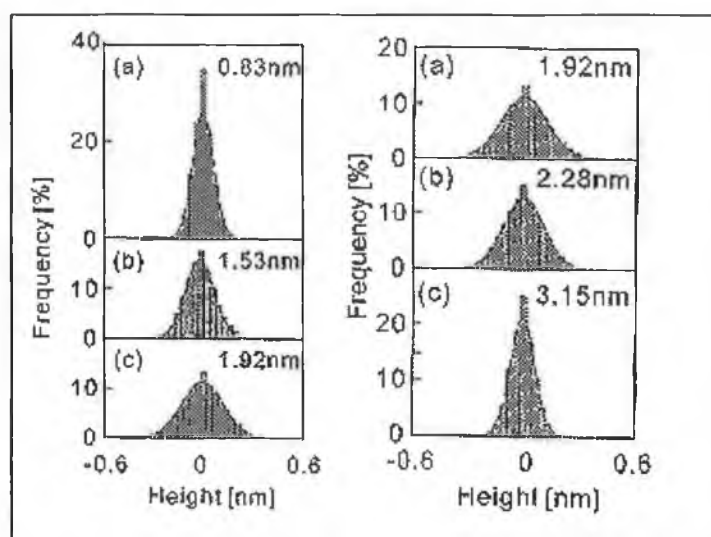 40
(a) 0.83nm
20
0
(b) 1.53nm
10
0
(c) 1.92nm
10
0
-0.6 0 0.6
Height [nm]
Frequency [%]
20
(a) 1.92nm
10
0
(b) 2.28nm
10
0
(c) 3.15nm
20
10
0
-0.6 0 0.6
Height [nm]
Frequency [%]